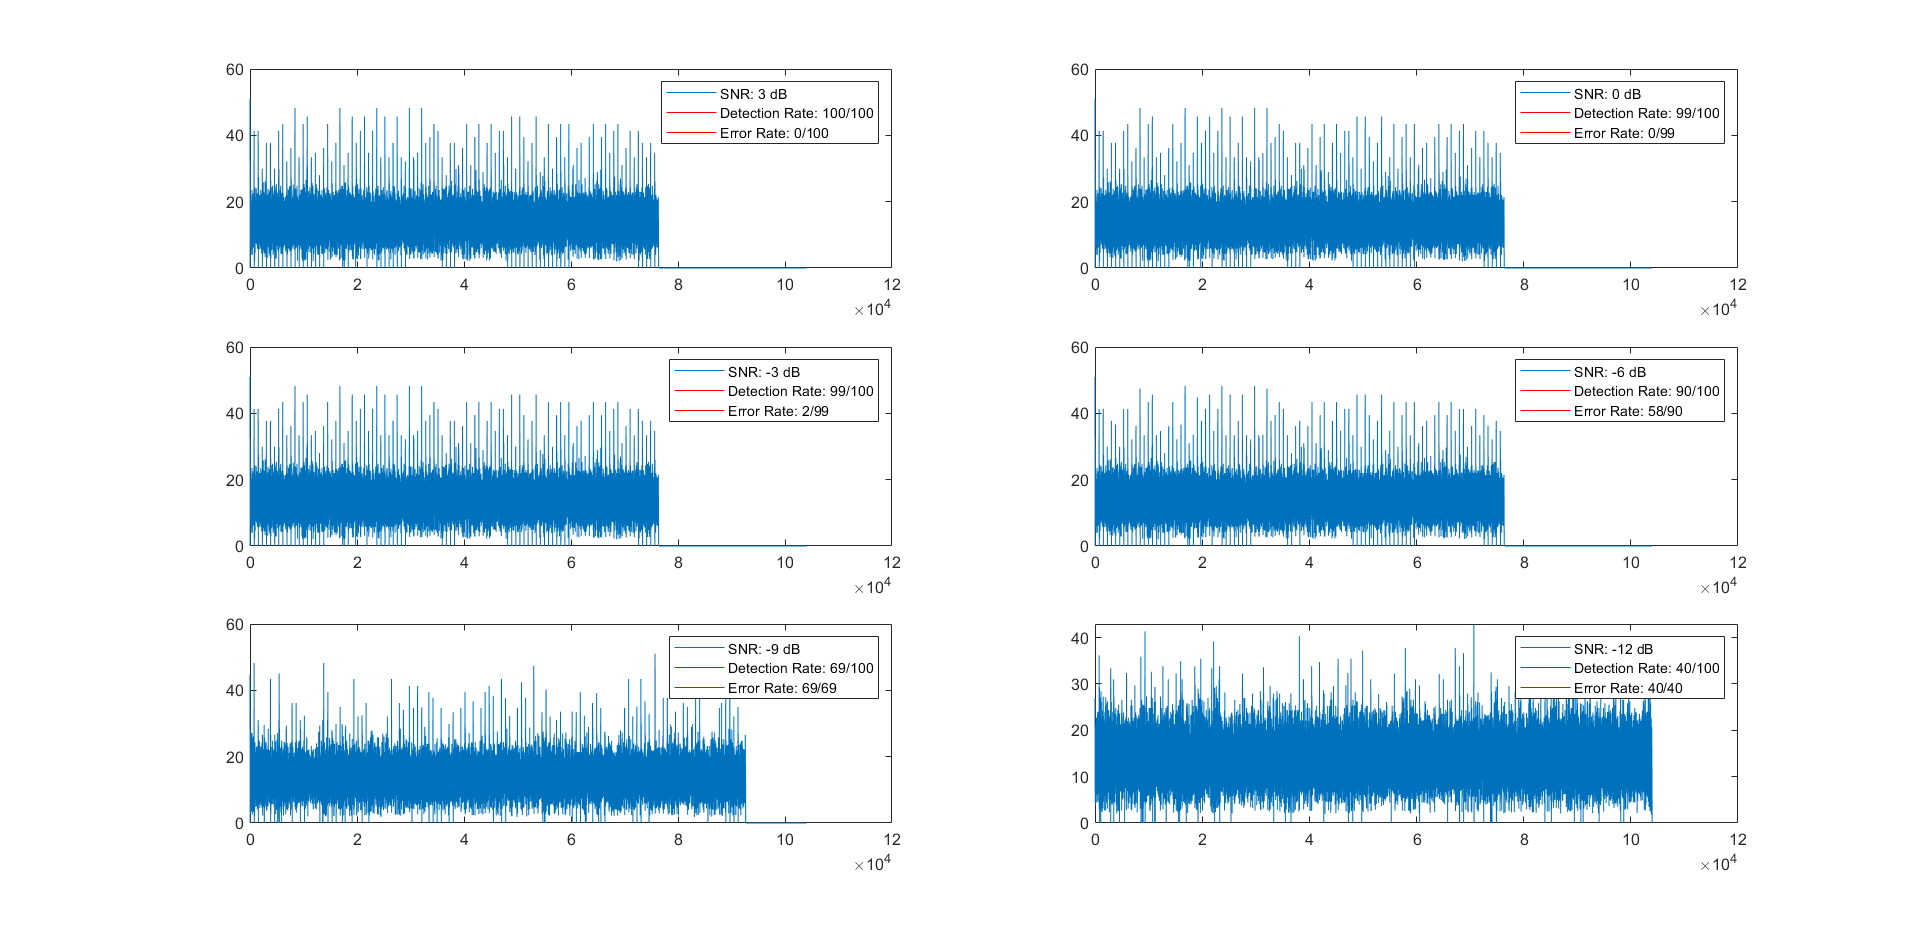 60
40
20
0
0 2 4 6 8 10 12
×10^4
SNR: 3 dB
Detection Rate: 100/100
Error Rate: 0/100
60
40
20
0
0 2 4 6 8 10 12
×10^4
SNR: 0 dB
Detection Rate: 99/100
Error Rate: 0/99
60
40
20
0
0 2 4 6 8 10 12
×10^4
SNR: -3 dB
Detection Rate: 99/100
Error Rate: 2/99
60
40
20
0
0 2 4 6 8 10 12
×10^4
SNR: -6 dB
Detection Rate: 90/100
Error Rate: 58/90
60
40
20
0
0 2 4 6 8 10 12
×10^4
SNR: -9 dB
Detection Rate: 69/100
Error Rate: 69/69
40
30
20
10
0
0 2 4 6 8 10 12
×10^4
SNR: -12 dB
Detection Rate: 40/100
Error Rate: 40/40